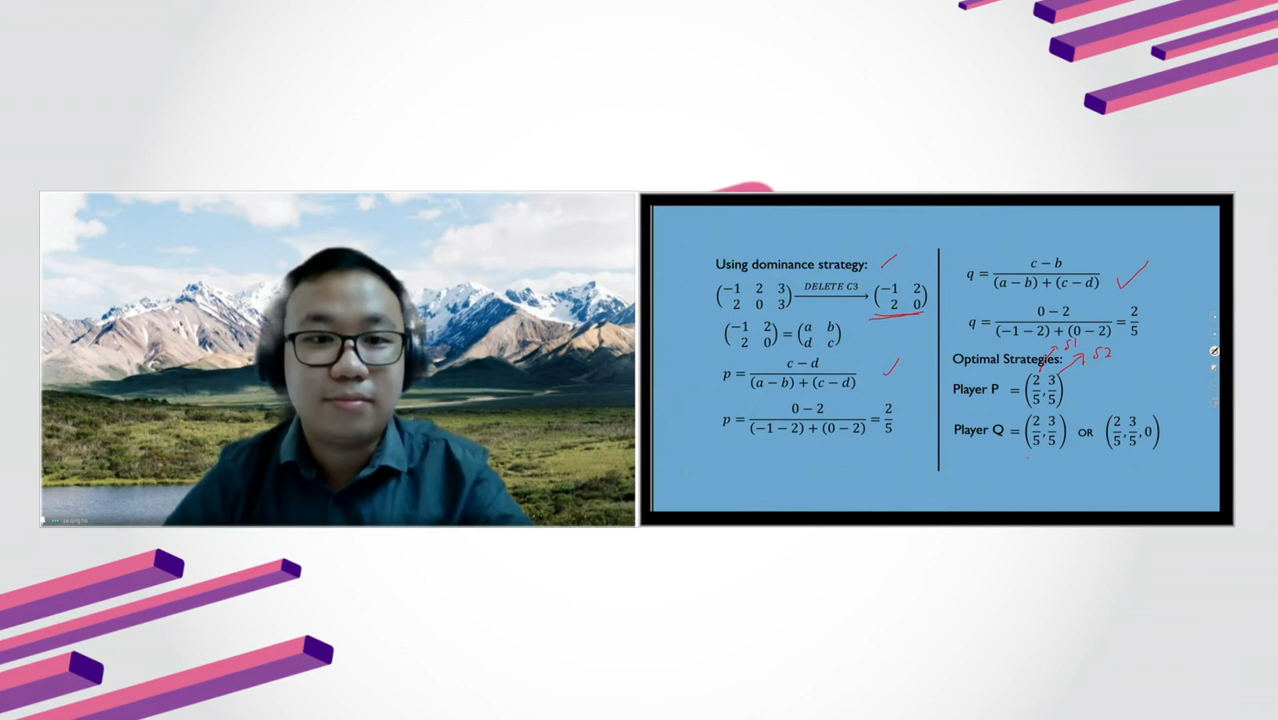 Using dominance strategy:
(−1 2 3
2 0 3) DELETE C3 → (−1 2
2 0)
(−1 2
2 0) = (a b
d c)
p = c − d / (a − b) + (c − d)
p = 0 − 2 / (−1 − 2) + (0 − 2) = 2/5
q = c − b / (a − b) + (c − d)
q = 0 − 2 / (−1 − 2) + (0 − 2) = 2/5
S1
Optimal Strategies:
S2
Player P = (2/5, 3/5)
Player Q = (2/5, 3/5) OR (2/5, 3/5, 0)